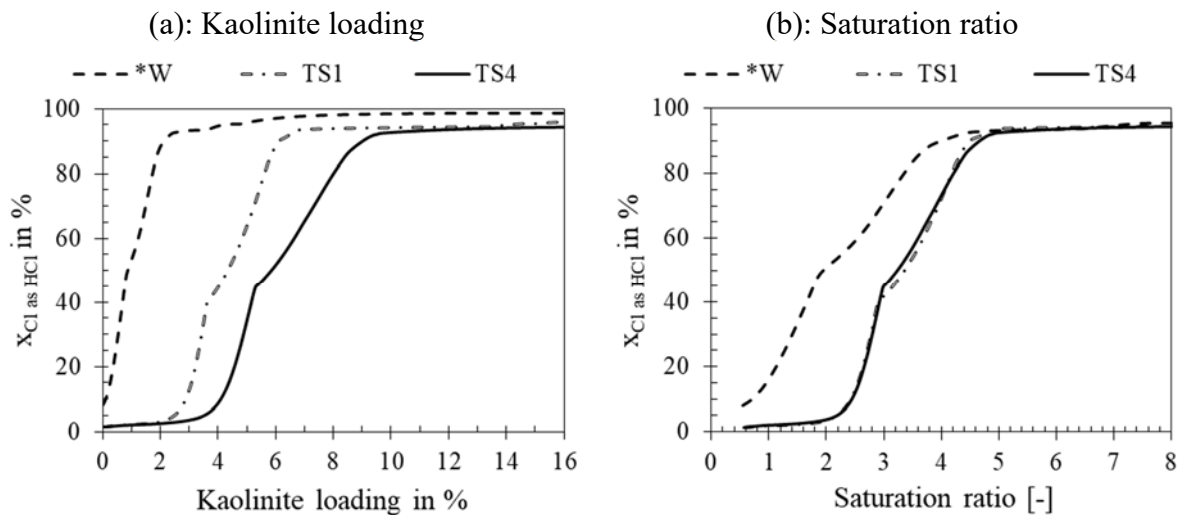 (a): Kaolinite loading
*W TS1 TS4
100
80
60
40
20
0
x_Cl as HCl in %
0 2 4 6 8 10 12 14 16
Kaolinite loading in %
(b): Saturation ratio
*W TS1 TS4
100
80
60
40
20
0
x_Cl as HCl in %
0 1 2 3 4 5 6 7 8
Saturation ratio [-]